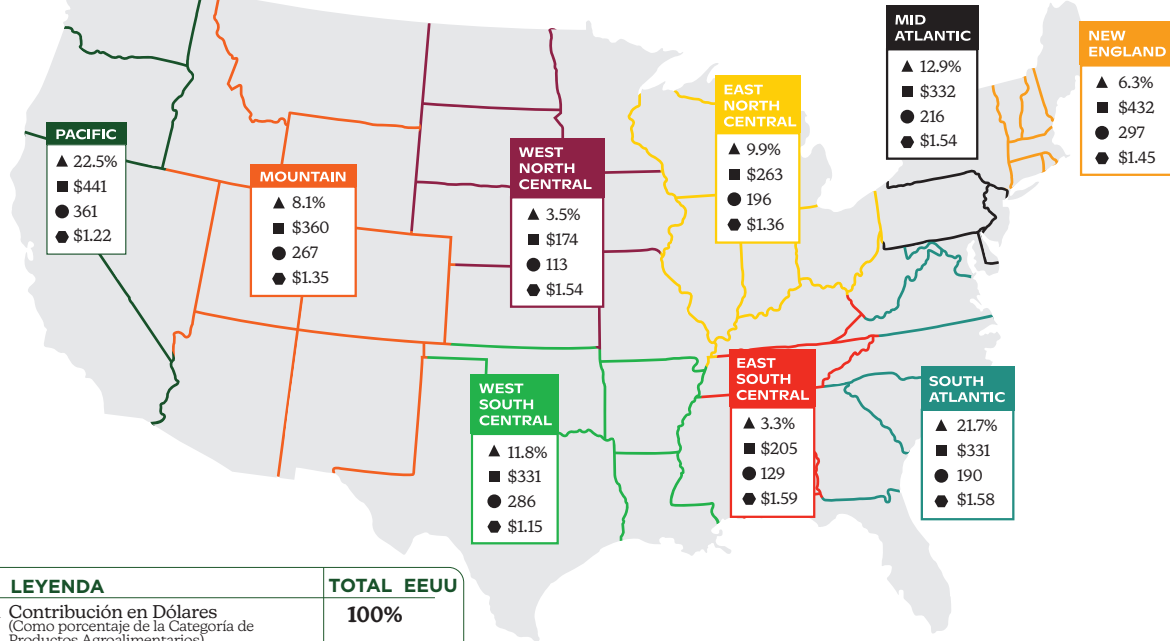 MID
ATLANTIC
▲ 12.9%
■ $332
● 216
⬣ $1.54
NEW
ENGLAND
▲ 6.3%
■ $432
● 297
⬣ $1.45
EAST
NORTH
CENTRAL
▲ 9.9%
■ $263
● 196
⬣ $1.36
PACIFIC
▲ 22.5%
■ $441
● 361
⬣ $1.22
WEST
NORTH
CENTRAL
▲ 3.5%
■ $174
● 113
⬣ $1.54
MOUNTAIN
▲ 8.1%
■ $360
● 267
⬣ $1.35
EAST
SOUTH
CENTRAL
▲ 3.3%
■ $205
● 129
⬣ $1.59
SOUTH
ATLANTIC
▲ 21.7%
■ $331
● 190
⬣ $1.58
WEST
SOUTH
CENTRAL
▲ 11.8%
■ $331
● 286
⬣ $1.15
LEYENDA TOTAL EEUU
Contribución en Dólares 100%
(Como porcentaje de la Categoría de
Productos Agroalimentarios)